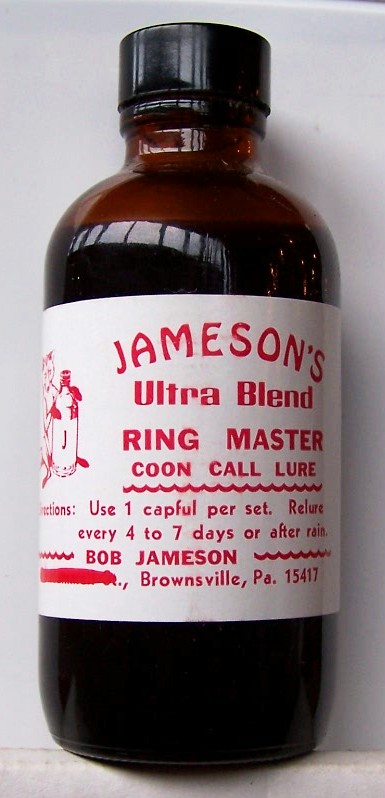 JAMESON'S
Ultra Blend
J
RING MASTER
COON CALL LURE
Use 1 capful per set. Relure
every 4 to 7 days or after rain.
BOB JAMESON
Brownsville, Pa. 15417